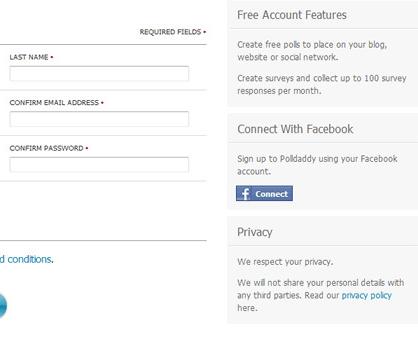 REQUIRED FIELDS •
LAST NAME •
CONFIRM EMAIL ADDRESS •
CONFIRM PASSWORD •
d conditions.
Free Account Features
Create free polls to place on your blog,
website or social network.
Create surveys and collect up to 100 survey
responses per month.
Connect With Facebook
Sign up to Polldaddy using your Facebook
account.
f Connect
Privacy
We respect your privacy.
We will not share your personal details with
any third parties. Read our privacy policy
here.